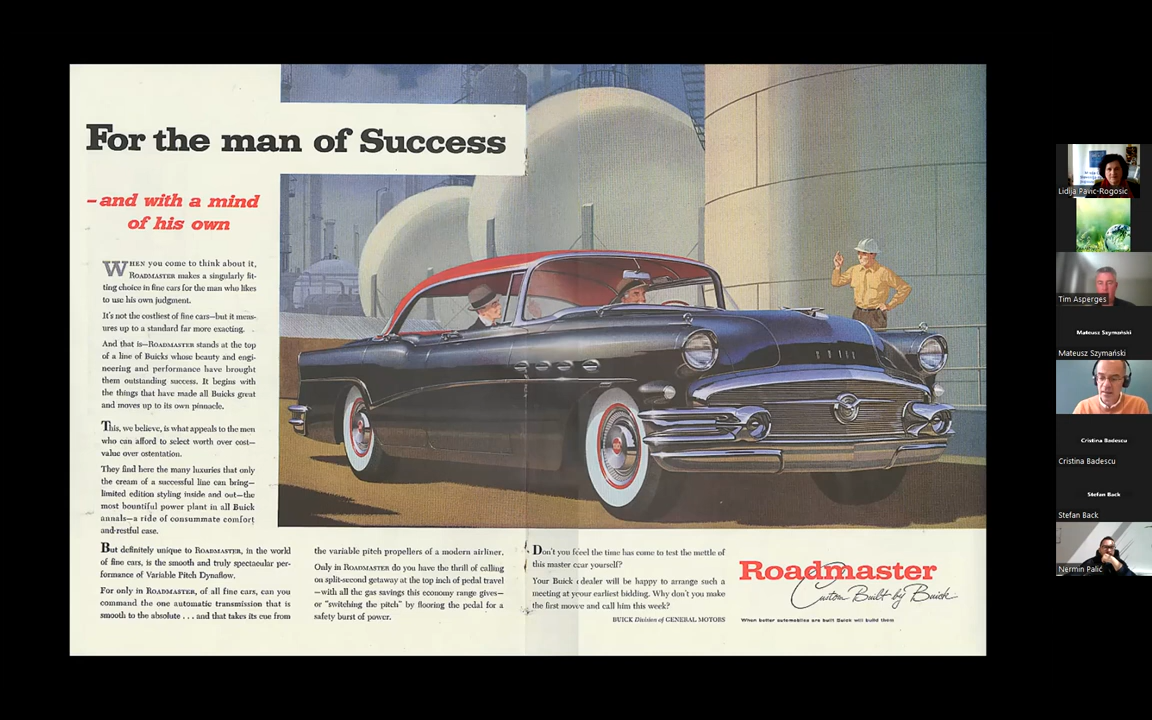 For the man of Success
–and with a mind
of his own
WHEN you come to think about it,
ROADMASTER makes a singularly fit-
ting choice in fine cars for the man who likes
to use his own judgment.
It's not the costliest of fine cars—but it meas-
ures up to a standard far more exacting.
And that is—ROADMASTER stands at the top
of a line of Buicks whose beauty and engi-
neering and performance have brought
them outstanding success. It begins with
the things that have made all Buicks great
and moves up to its own pinnacle.
This, we believe, is what appeals to the men
who can afford to select worth over cost—
value over ostentation.
They find here the many luxuries that only
the cream of a successful line can bring—
limited edition styling inside and out—the
most bountiful power plant in all Buick
annals—a ride of consummate comfort
and restful ease.
But definitely unique to ROADMASTER, in the world
of fine cars, is the smooth and truly spectacular per-
formance of Variable Pitch Dynaflow.
For only in ROADMASTER, of all fine cars, can you
command the one automatic transmission that is
smooth to the absolute . . . and that takes its cue from
the variable pitch propellers of a modern airliner.
Only in ROADMASTER do you have the thrill of calling
on split-second getaway at the top inch of pedal travel
—with all the gas savings this economy range gives—
or "switching the pitch" by flooring the pedal for a
safety burst of power.
Don't you feel the time has come to test the mettle of
this master car yourself?
Your Buick dealer will be happy to arrange such a
meeting at your earliest bidding. Why don't you make
the first move and call him this week?
BUICK Division of GENERAL MOTORS
BUICK
Roadmaster
Custom Built by Buick
When better automobiles are built Buick will build them
Lidija Pavic-Rogosic
Tim Asperges
Mateusz Szymański
Mateusz Szymański
Cristina Badescu
Cristina Badescu
Stefan Back
Stefan Back
Nermin Palić